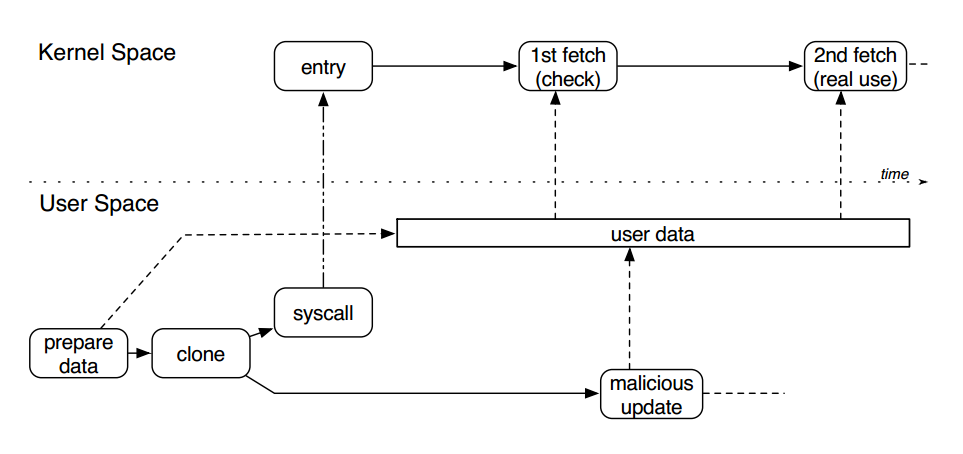 Kernel Space
entry
1st fetch
(check)
2nd fetch
(real use)
time
User Space
user data
syscall
prepare
data
clone
malicious
update